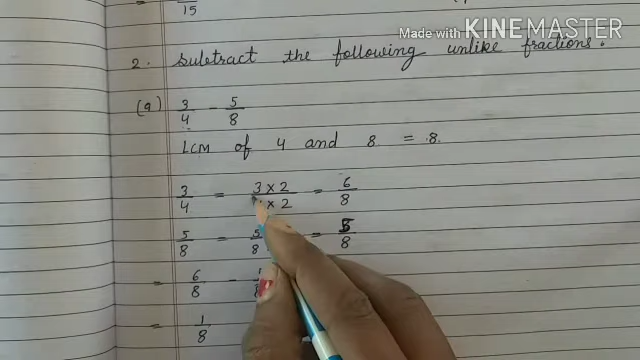 = 15
Made with KINEMASTER
2. Subtract the following unlike fractions.
(a) 3/4 - 5/8
LCM of 4 and 8 = 8.
3/4 = 3 × 2 / × 2 = 6/8
5/8 = 5/8 = 5/8
= 6/8 -
= 1/8